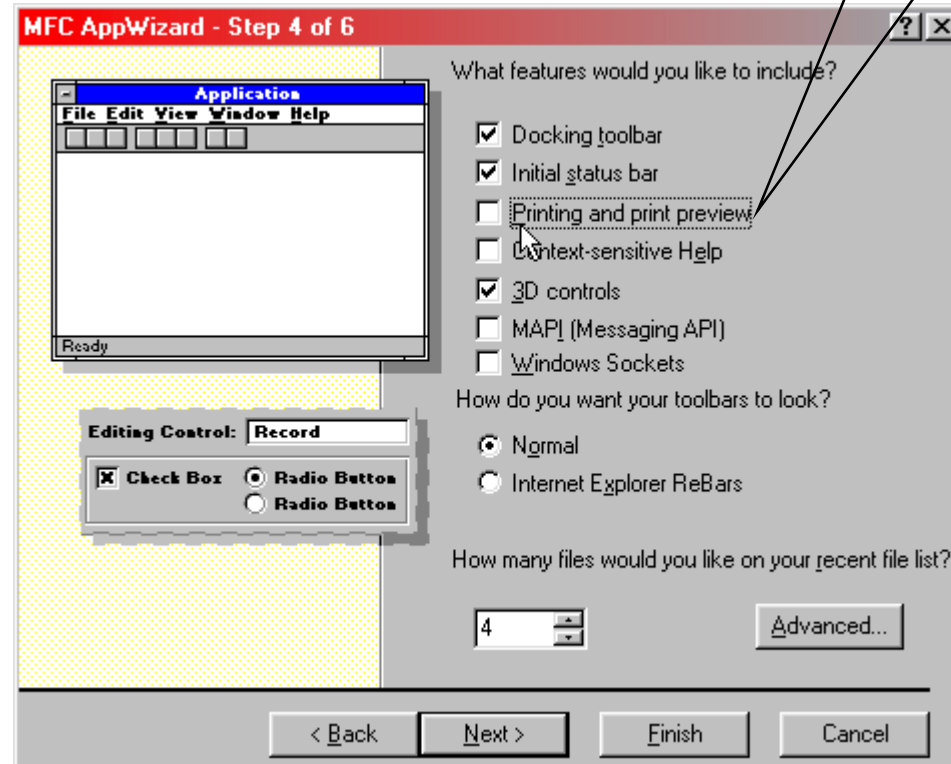 MFC AppWizard - Step 4 of 6
What features would you like to include?
Application
File Edit View Window Help
Docking toolbar
Initial status bar
Printing and print preview
Context-sensitive Help
3D controls
MAPI (Messaging API)
Ready
Windows Sockets
How do you want your toolbars to look?
Editing Control: Record
Normal
Check Box Radio Button
Internet Explorer ReBars
Radio Button
How many files would you like on your recent file list?
4 Advanced...
< Back Next > Finish Cancel